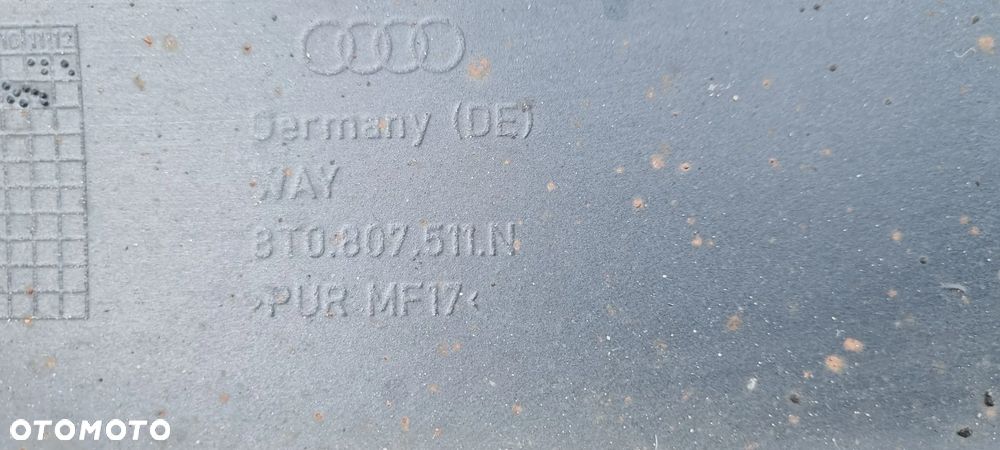 Germany (DE)
WAY
8T0.807.511.N
>PUR MF17<
OTOMOTO